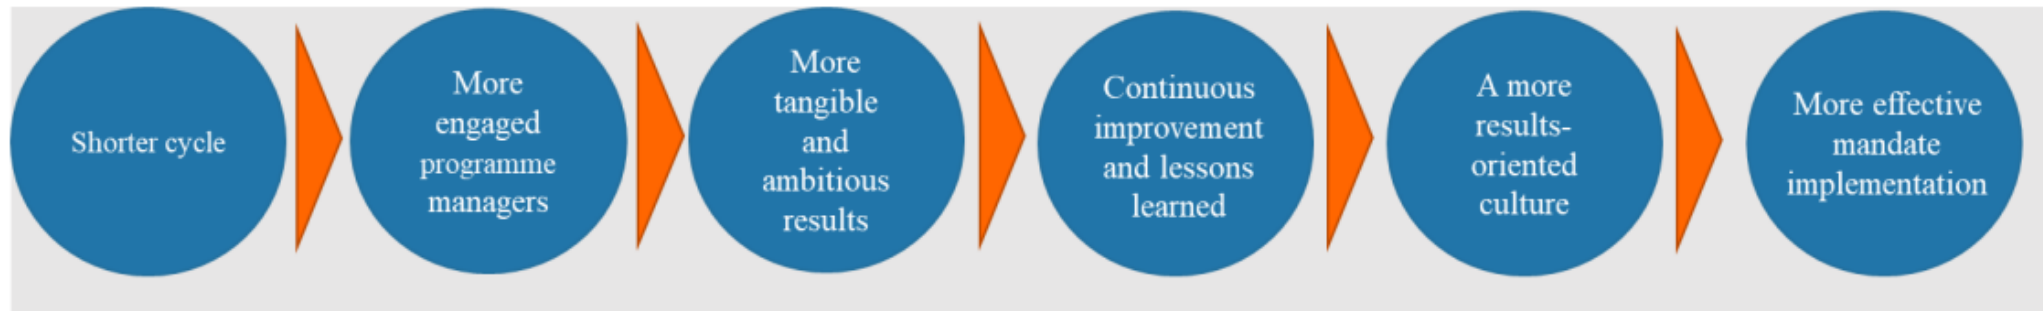 Shorter cycle
More
engaged
programme
managers
More
tangible
and
ambitious
results
Continuous
improvement
and lessons
learned
A more
results-
oriented
culture
More effective
mandate
implementation